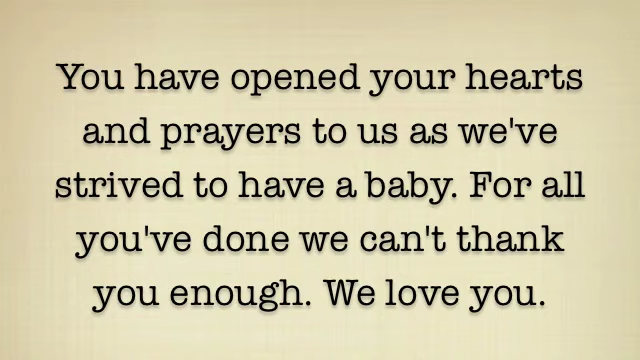 You have opened your hearts
and prayers to us as we've
strived to have a baby. For all
you've done we can't thank
you enough. We love you.